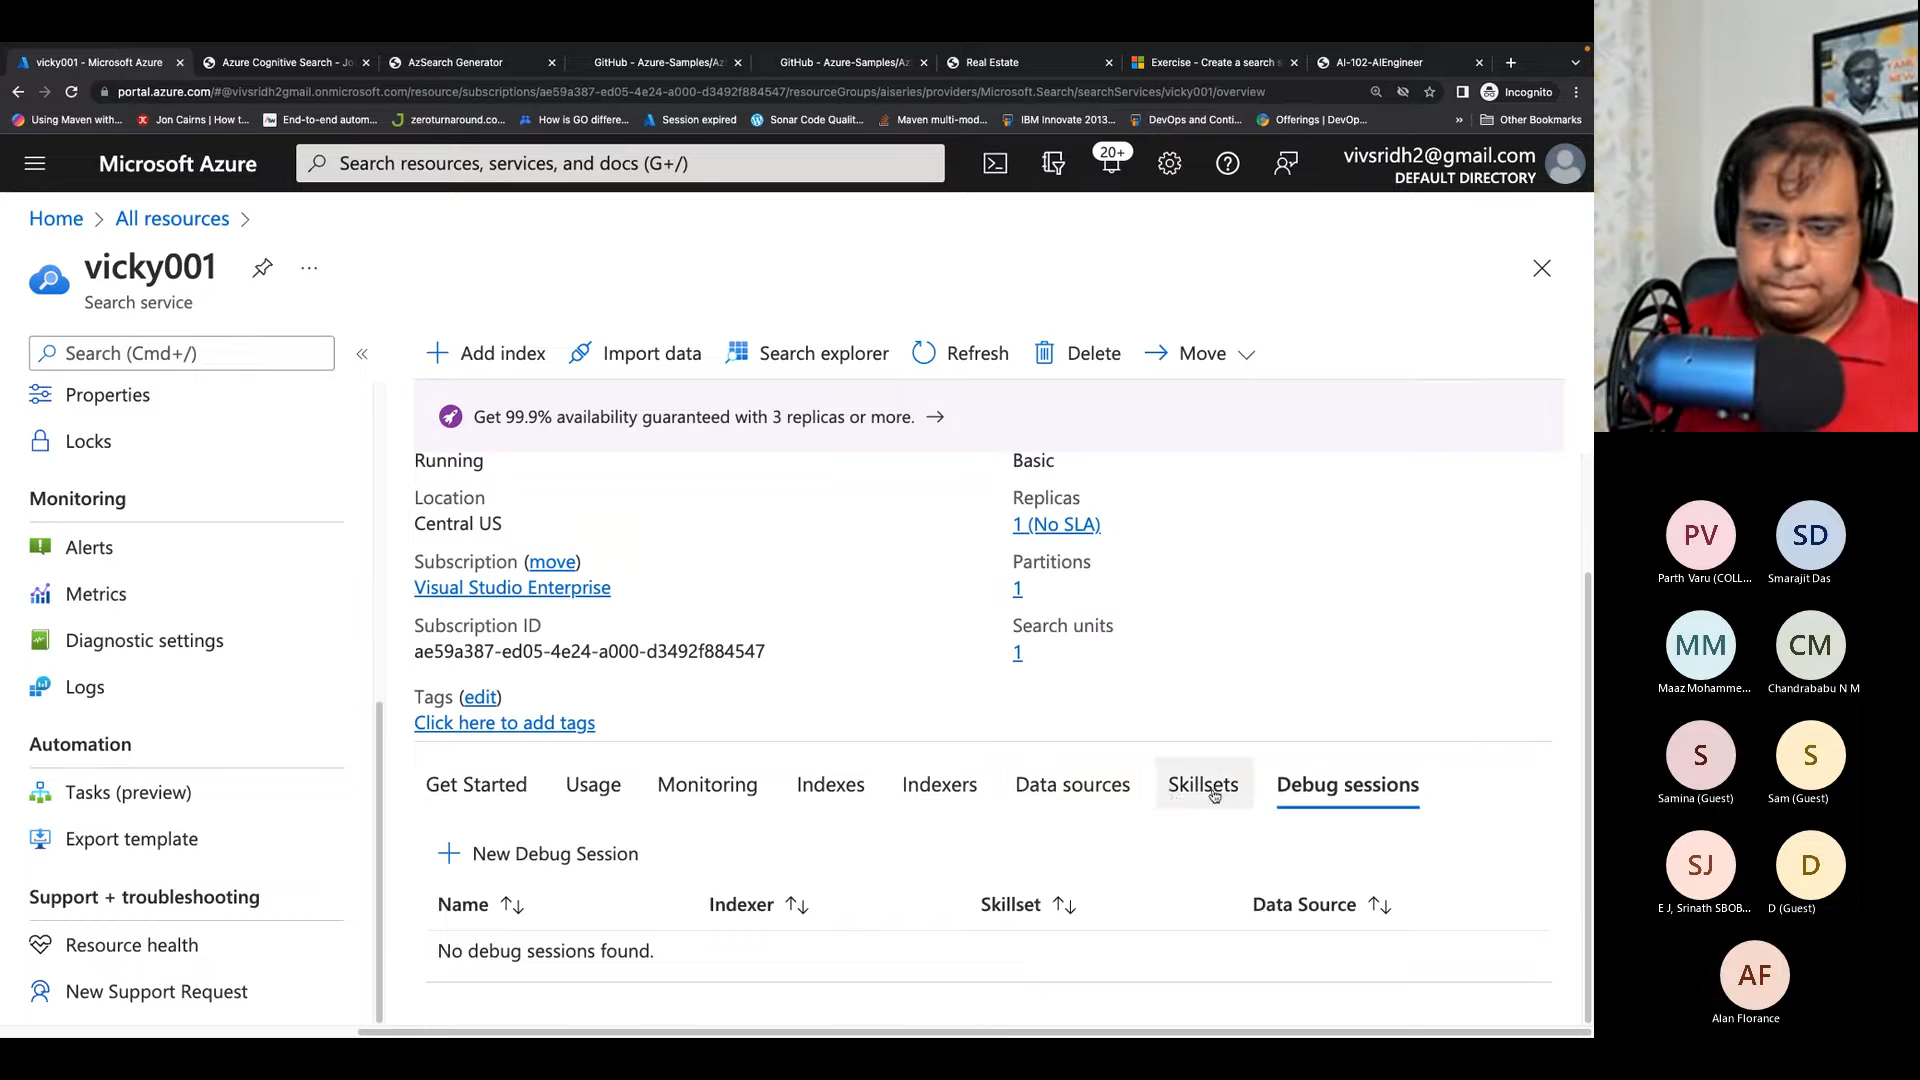 vicky001 - Microsoft Azure
Azure Cognitive Search - Jo
AzSearch Generator
GitHub - Azure-Samples/Az
GitHub - Azure-Samples/Az
Real Estate
Exercise - Create a search s
AI-102-AIEngineer
portal.azure.com/#@vivsridh2gmail.onmicrosoft.com/resource/subscriptions/ae59a387-ed05-4e24-a000-d3492f884547/resourceGroups/aiseries/providers/Microsoft.Search/searchServices/vicky001/overview
Incognito
Using Maven with...
Jon Cairns | How t...
End-to-end autom...
zeroturnaround.co...
How is GO differe...
Session expired
Sonar Code Qualit...
Maven multi-mod...
IBM Innovate 2013...
DevOps and Conti...
Offerings | DevOp...
»
Other Bookmarks
Microsoft Azure
Search resources, services, and docs (G+/)
20+
vivsridh2@gmail.com
DEFAULT DIRECTORY
Home > All resources >
vicky001
...
Search service
Search (Cmd+/)
«
Add index
Import data
Search explorer
Refresh
Delete
Move
Properties
Locks
Monitoring
Alerts
Metrics
Diagnostic settings
Logs
Automation
Tasks (preview)
Export template
Support + troubleshooting
Resource health
New Support Request
Get 99.9% availability guaranteed with 3 replicas or more. →
Running
Location
Central US
Subscription (move)
Visual Studio Enterprise
Subscription ID
ae59a387-ed05-4e24-a000-d3492f884547
Tags (edit)
Click here to add tags
Basic
Replicas
1 (No SLA)
Partitions
1
Search units
1
Get Started
Usage
Monitoring
Indexes
Indexers
Data sources
Skillsets
Debug sessions
New Debug Session
Name
Indexer
Skillset
Data Source
No debug sessions found.
PV
Parth Varu (COLL...
SD
Smarajit Das
MM
Maaz Mohamme...
CM
Chandrababu N M
S
Samina (Guest)
S
Sam (Guest)
SJ
E J, Srinath SBOB...
D
D (Guest)
AF
Alan Florance